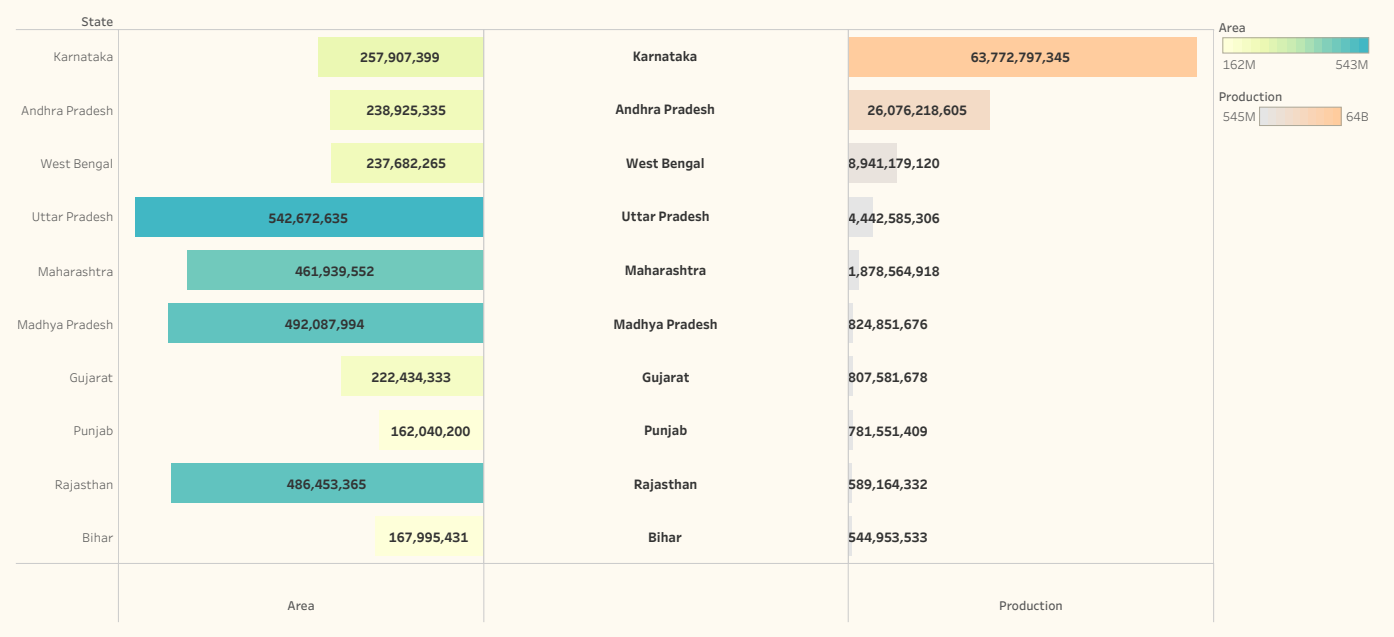 State
Karnataka 257,907,399 Karnataka 63,772,797,345
Andhra Pradesh 238,925,335 Andhra Pradesh 26,076,218,605
West Bengal 237,682,265 West Bengal 8,941,179,120
Uttar Pradesh 542,672,635 Uttar Pradesh 4,442,585,306
Maharashtra 461,939,552 Maharashtra 1,878,564,918
Madhya Pradesh 492,087,994 Madhya Pradesh 824,851,676
Gujarat 222,434,333 Gujarat 807,581,678
Punjab 162,040,200 Punjab 781,551,409
Rajasthan 486,453,365 Rajasthan 589,164,332
Bihar 167,995,431 Bihar 544,953,533
Area Production
Area
162M 543M
Production
545M 64B